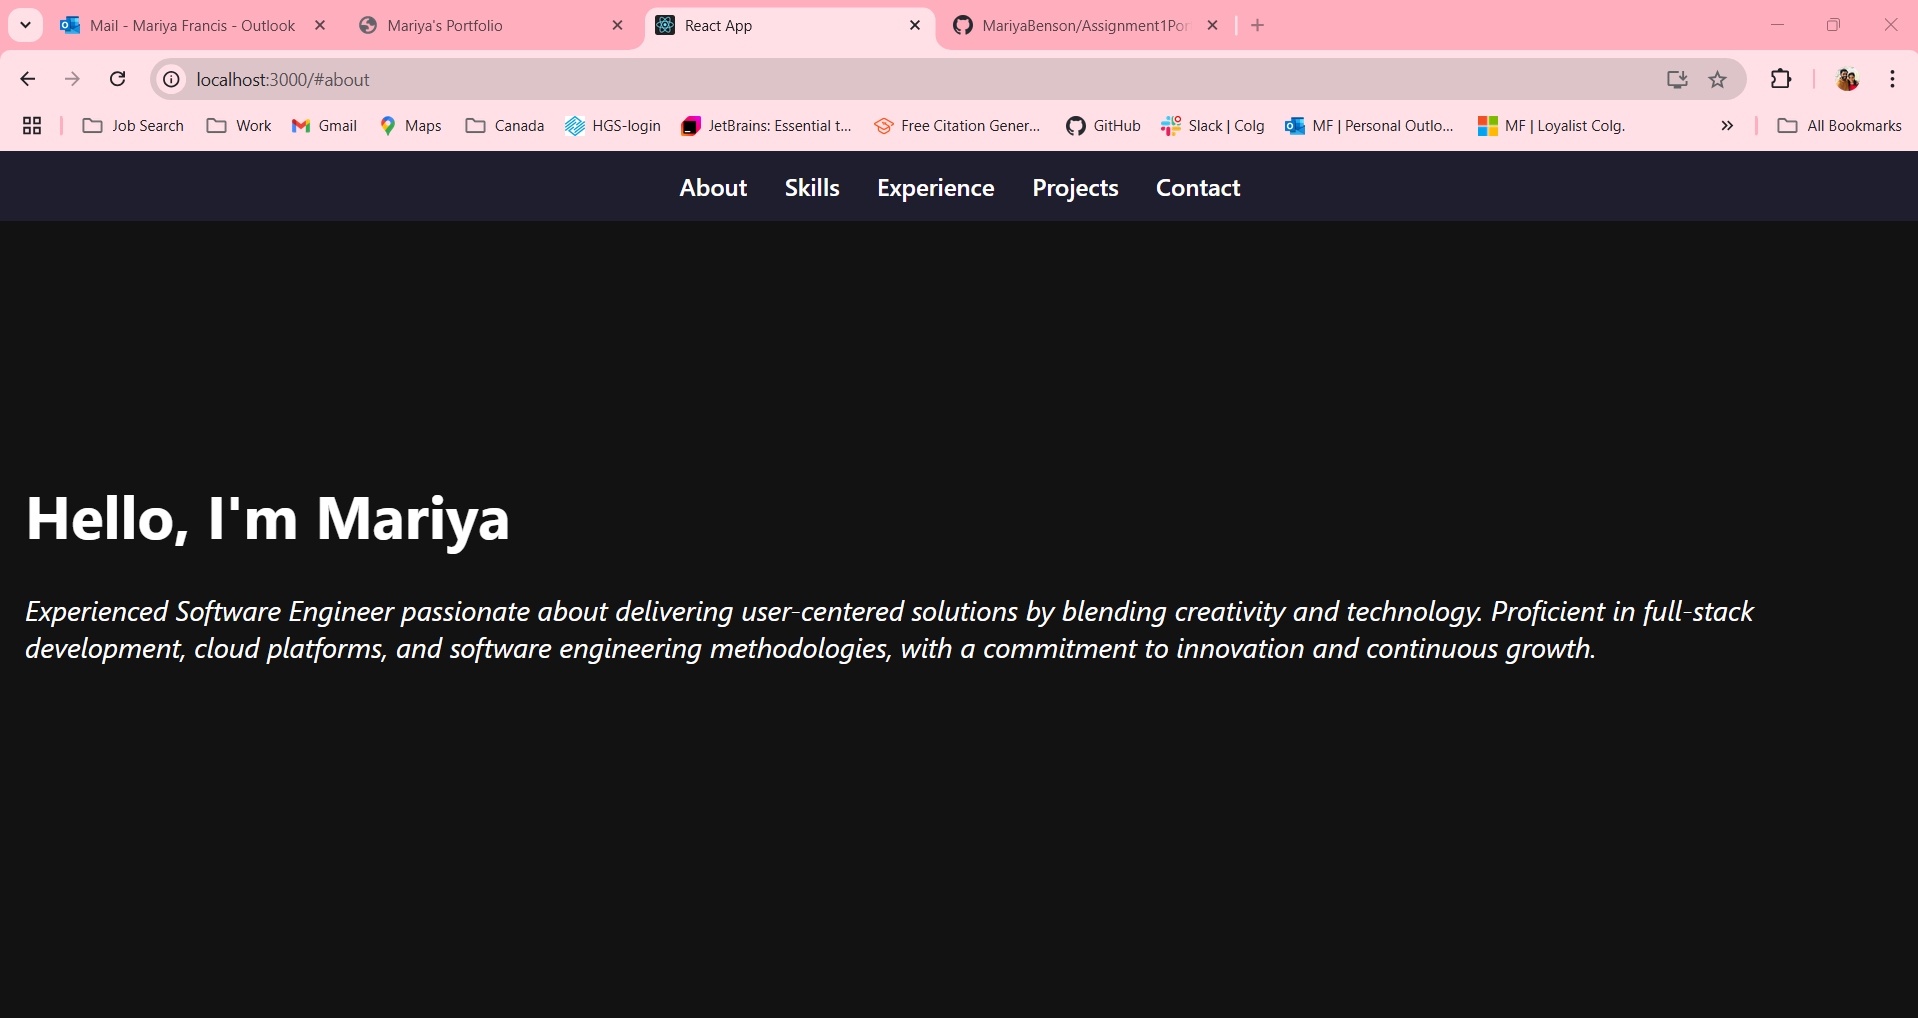 Mail - Mariya Francis - Outlook
Mariya's Portfolio
React App
MariyaBenson/Assignment1Por
localhost:3000/#about
Job Search
Work
Gmail
Maps
Canada
HGS-login
JetBrains: Essential t...
Free Citation Gener...
GitHub
Slack | Colg
MF | Personal Outlo...
MF | Loyalist Colg.
All Bookmarks
About Skills Experience Projects Contact
Hello, I'm Mariya
Experienced Software Engineer passionate about delivering user-centered solutions by blending creativity and technology. Proficient in full-stack
development, cloud platforms, and software engineering methodologies, with a commitment to innovation and continuous growth.